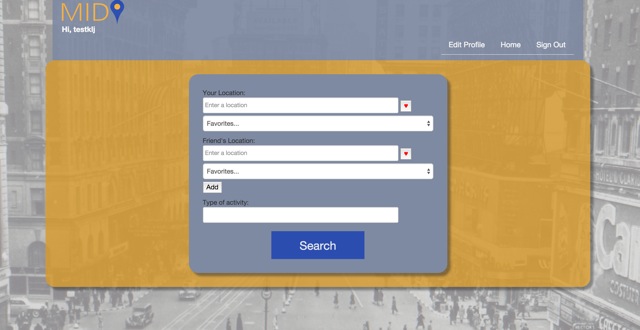 MID
Hi, testklj
Edit Profile
Home
Sign Out
Your Location:
Enter a location
Favorites...
Friend's Location:
Enter a location
Favorites...
Add
Type of activity:
Search